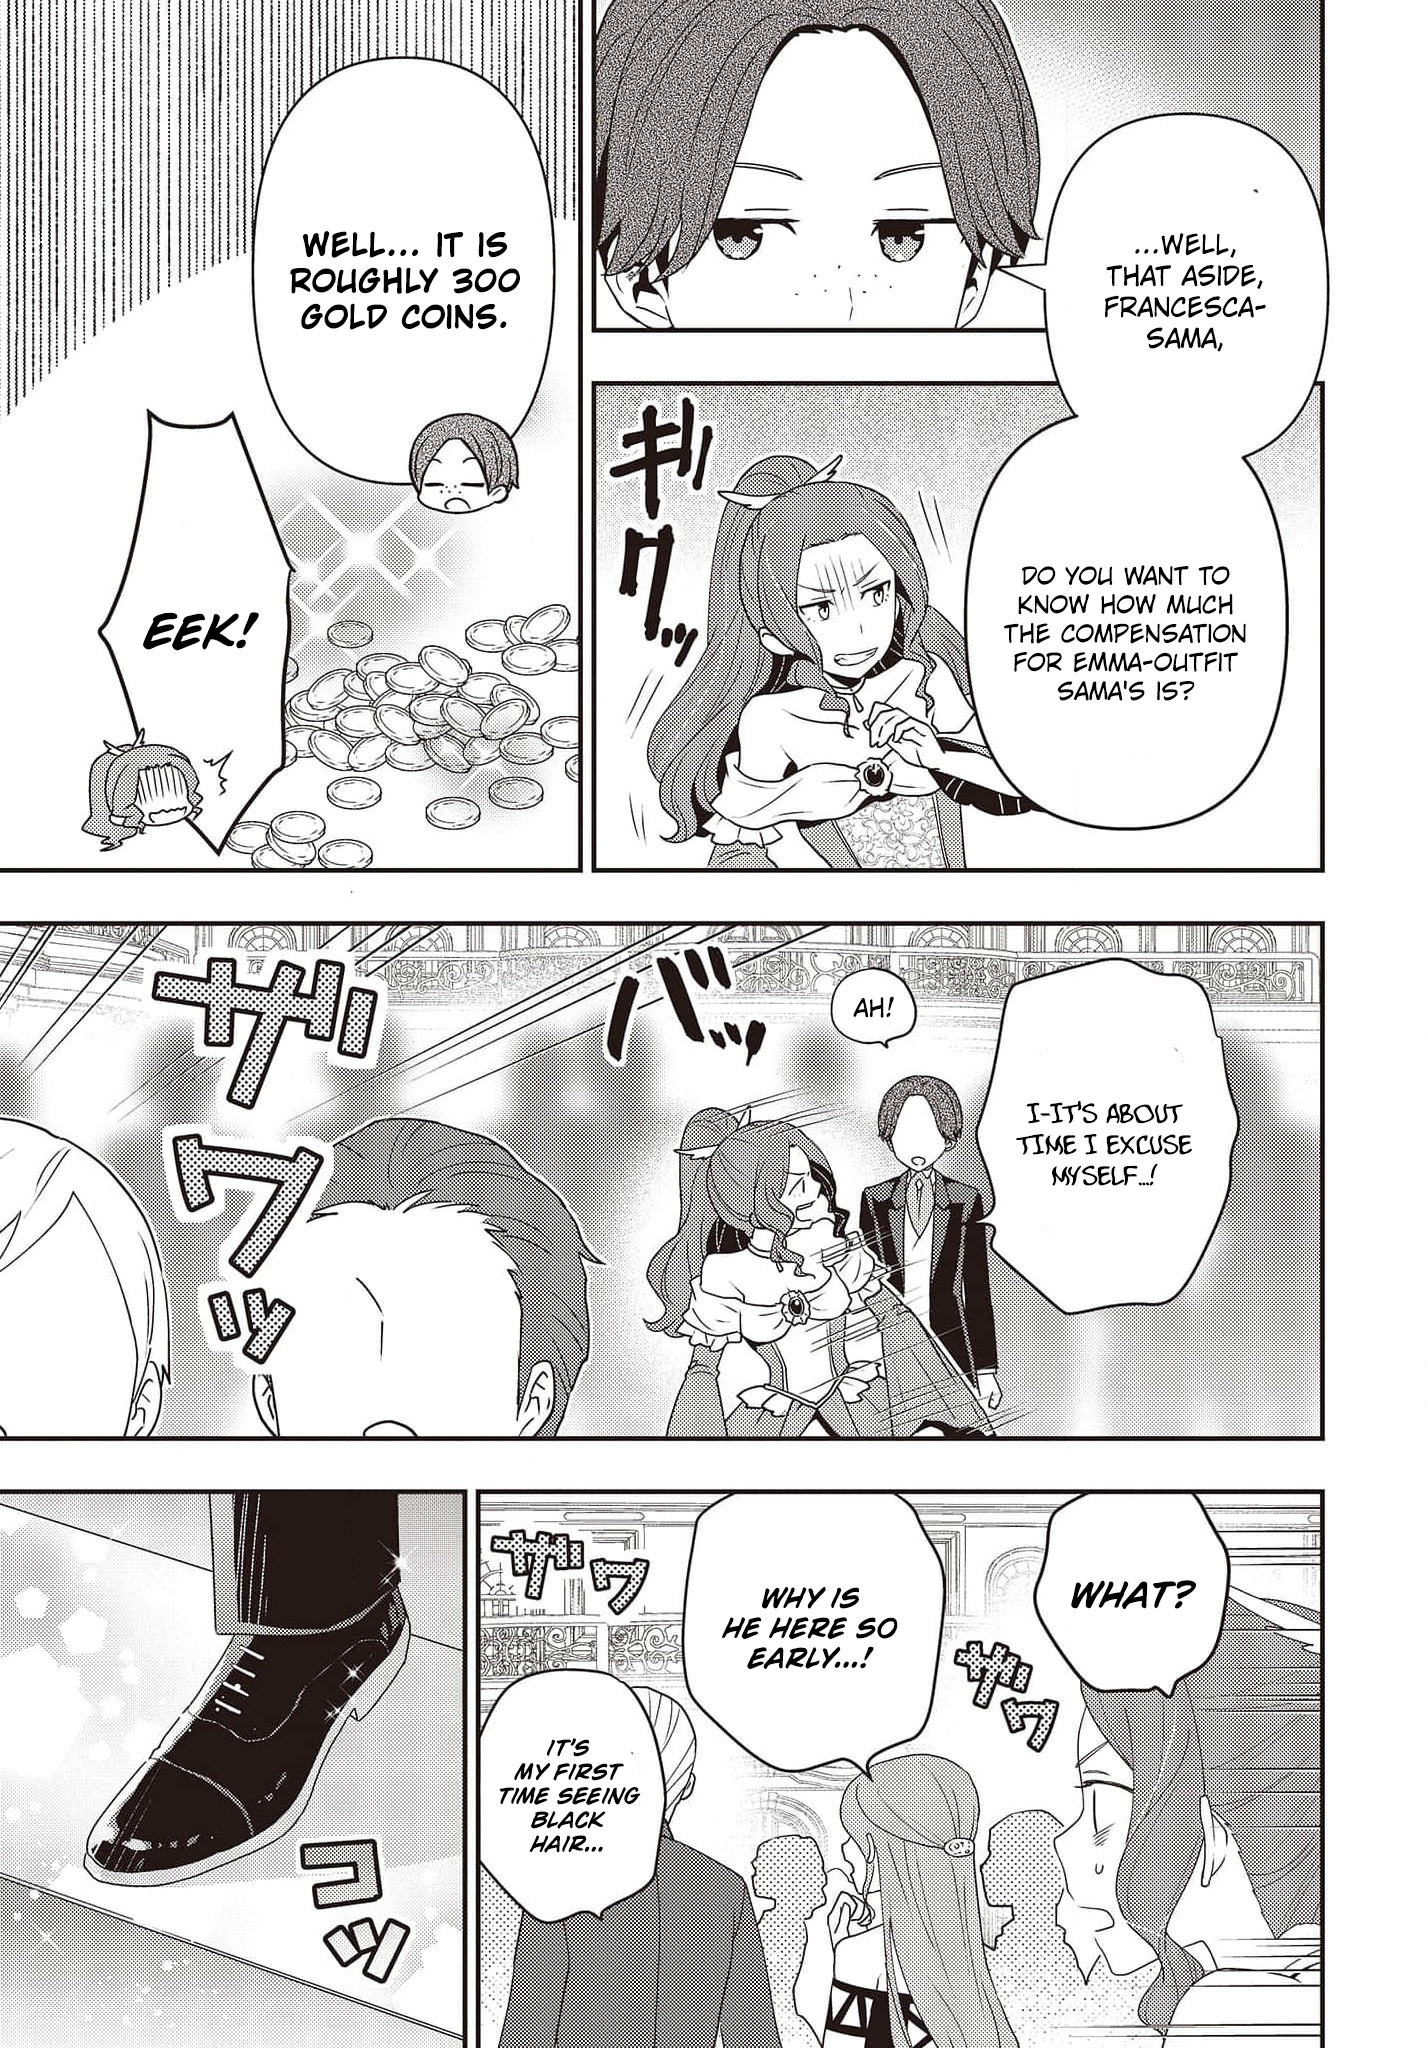 ...WELL,
THAT ASIDE,
FRANCESCA-
SAMA,
DO YOU WANT TO
KNOW HOW MUCH
THE COMPENSATION
FOR EMMA-OUTFIT
SAMA'S IS?
ギ
クッ
WELL... IT IS
ROUGHLY 300
GOLD COINS.
EEK!
I-IT'S ABOUT
TIME I EXCUSE
MYSELF...!
AH!
バッ
ザワッ
WHAT?
ザワ
WHY IS
HE HERE SO
EARLY...!
ザワ
IT'S
MY FIRST
TIME SEEING
BLACK
HAIR...
コッ